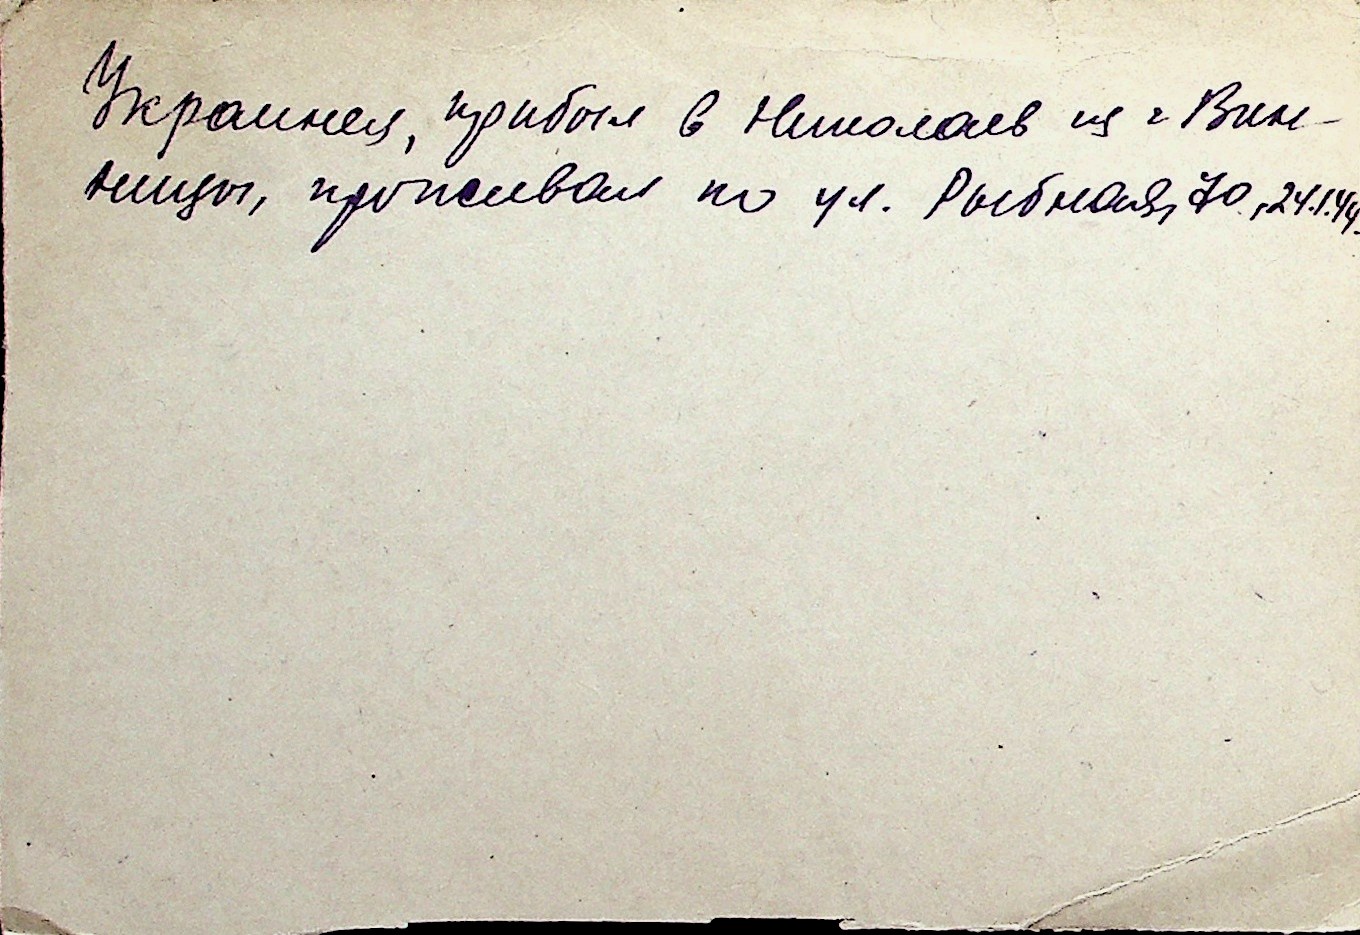 Украинец, прибыл в Николаев из г Вин-
ницы, проживал по ул. Рыбная, 70, 24.1.44